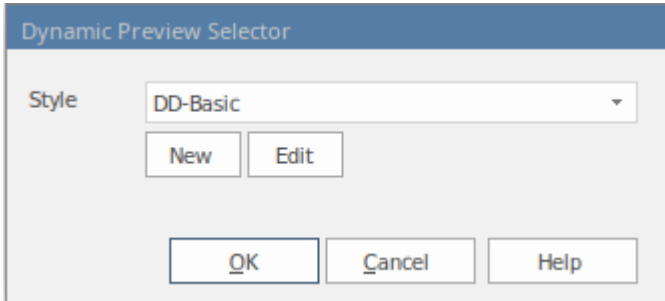 Dynamic Preview Selector
Style DD-Basic
New Edit
OK Cancel Help